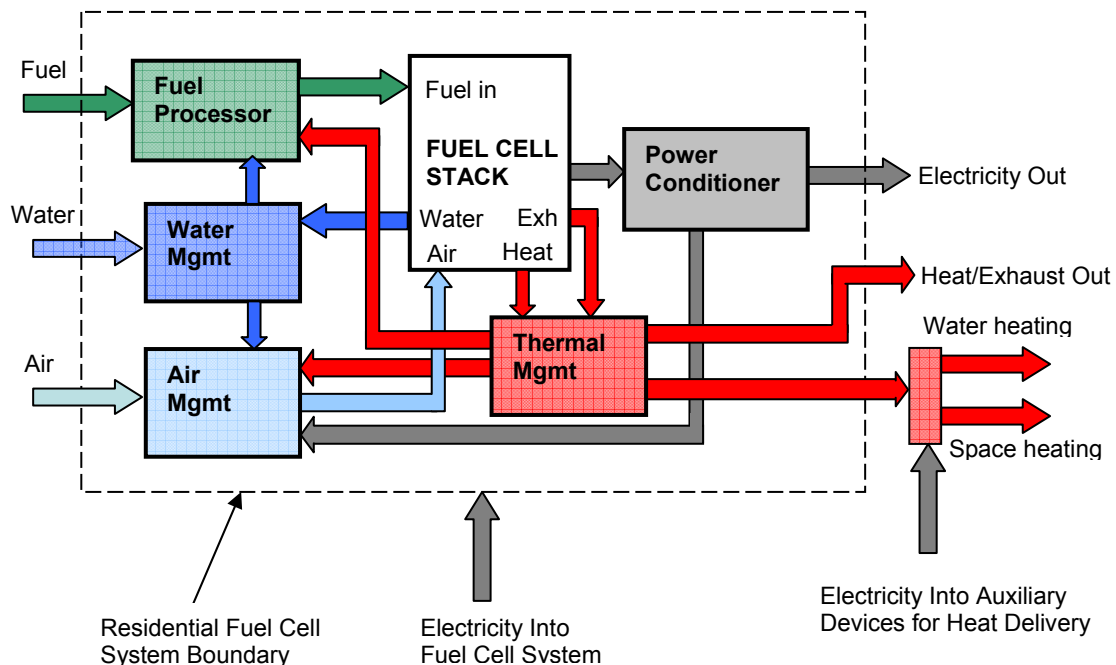 Fuel
Fuel
Processor
Fuel in
FUEL CELL
STACK
Power
Conditioner
Electricity Out
Water
Water
Mgmt
Water
Exh
Air
Heat
Heat/Exhaust Out
Water heating
Air
Air
Mgmt
Thermal
Mgmt
Space heating
Residential Fuel Cell
System Boundary
Electricity Into
Fuel Cell System
Electricity Into Auxiliary
Devices for Heat Delivery